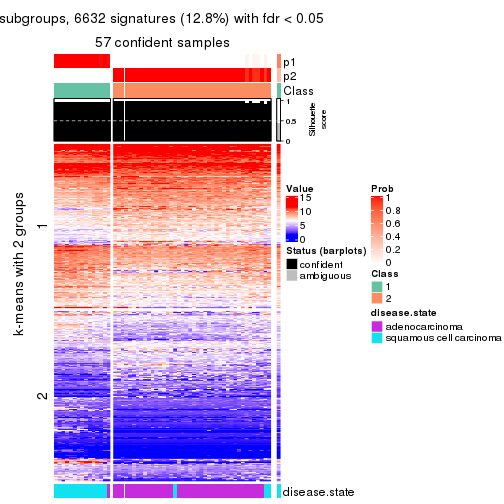 subgroups, 6632 signatures (12.8%) with fdr < 0.05
57 confident samples
p1
p2
Class
1
0.5
0
Silhouette
score
k-means with 2 groups
1
2
disease.state
Value
15
10
5
0
Status (barplots)
confident
ambiguous
Prob
1
0.8
0.6
0.4
0.2
0
Class
1
2
disease.state
adenocarcinoma
squamous cell carcinoma